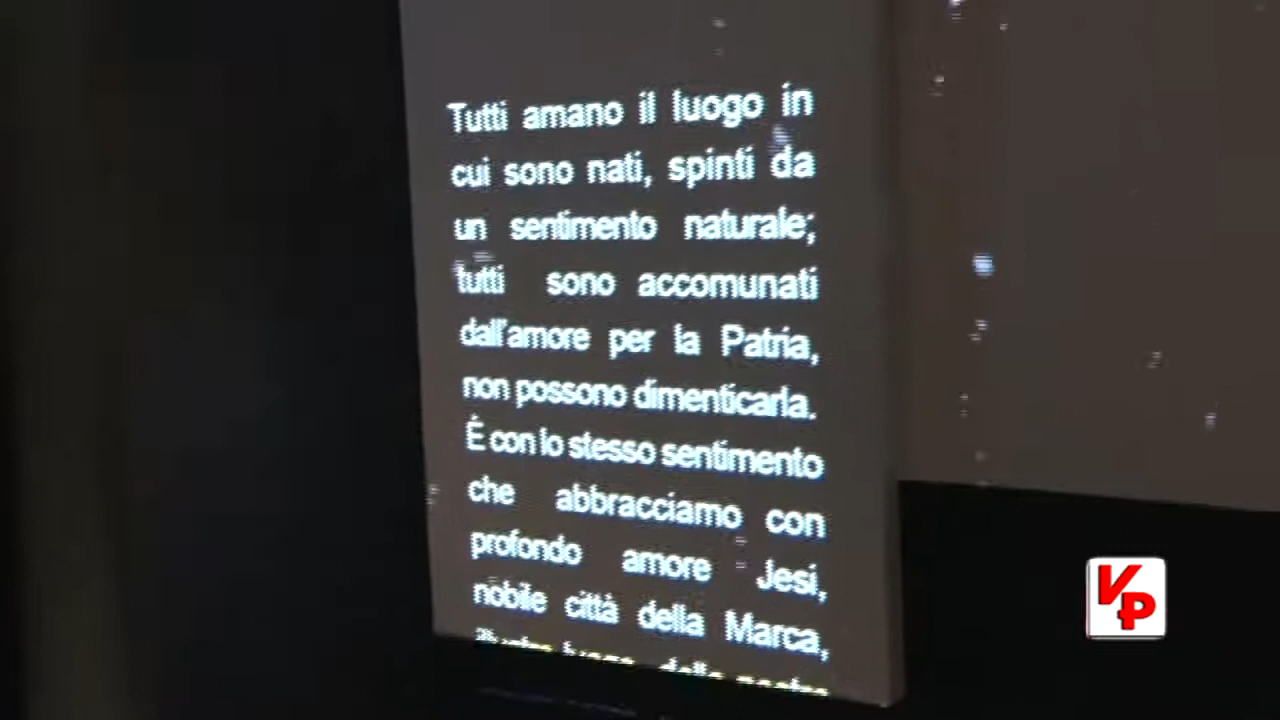 Tutti amano il luogo in
cui sono nati, spinti da
un sentimento naturale;
tutti sono accomunati
dall'amore per la Patria,
non possono dimenticarla.
È con lo stesso sentimento
che abbracciamo con
profondo amore Jesi,
nobile città della Marca,
VP